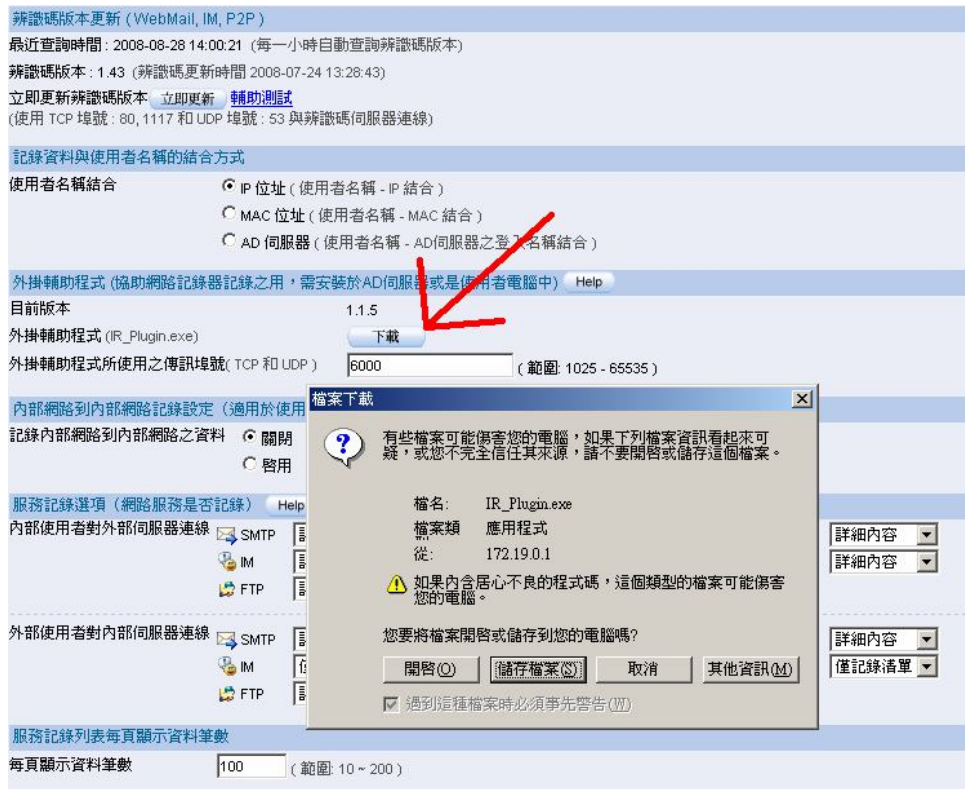 辨識碼版本更新 ( WebMail, IM, P2P )
最近查詢時間 : 2008-08-28 14:00:21 (每一小時自動查詢辨識碼版本)
辨識碼版本 : 1.43 (辨識碼更新時間 2008-07-24 13:28:43)
立即更新辨識碼版本 立即更新 輔助測試
(使用 TCP 埠號 : 80, 1117 和 UDP 埠號 : 53 與辨識碼伺服器連線)
記錄資料與使用者名稱的結合方式
使用者名稱結合 IP 位址 ( 使用者名稱 - IP 結合 )
MAC 位址 ( 使用者名稱 - MAC 結合 )
AD 伺服器 ( 使用者名稱 - AD伺服器之登入名稱結合 )
外掛輔助程式 (協助網路記錄器記錄之用，需安裝於AD伺服器或是使用者電腦中) Help
目前版本 1.1.5
外掛輔助程式 (IR_Plugin.exe) 下載
外掛輔助程式所使用之傳訊埠號( TCP 和 UDP ) 6000 ( 範圍: 1025 - 65535 )
內部網路到內部網路記錄設定（適用於使用
記錄內部網路到內部網路之資料 關閉
啟用
檔案下載
有些檔案可能傷害您的電腦，如果下列檔案資訊看起來可
疑，或您不完全信任其來源，請不要開啟或儲存這個檔案。
檔名: IR_Plugin.exe
檔案類 應用程式
從: 172.19.0.1
如果內含居心不良的程式碼，這個類型的檔案可能傷害
您的電腦。
您要將檔案開啟或儲存到您的電腦嗎?
開啟(O) 儲存檔案(S) 取消 其他資訊(M)
遇到這種檔案時必須事先警告(W)
服務記錄選項（網路服務是否記錄） Help
內部使用者對外部伺服器連線 SMTP 詳細內容
IM 詳細內容
FTP
外部使用者對內部伺服器連線 SMTP 詳細內容
IM 僅記錄清單
FTP
服務記錄列表每頁顯示資料筆數
每頁顯示資料筆數 100 ( 範圍: 10 ~ 200 )